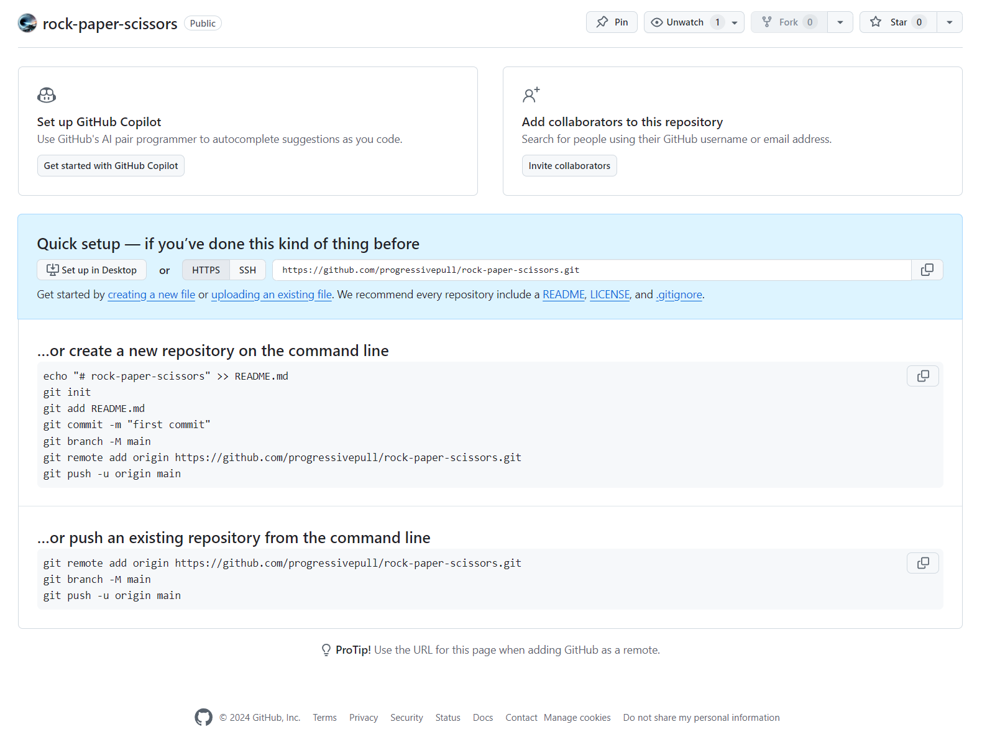 rock-paper-scissors Public Pin Unwatch 1 Fork 0 Star 0
Set up GitHub Copilot
Use GitHub's AI pair programmer to autocomplete suggestions as you code.
Get started with GitHub Copilot
Add collaborators to this repository
Search for people using their GitHub username or email address.
Invite collaborators
Quick setup — if you’ve done this kind of thing before
Set up in Desktop or HTTPS SSH https://github.com/progressivepull/rock-paper-scissors.git
Get started by creating a new file or uploading an existing file. We recommend every repository include a README, LICENSE, and .gitignore.
…or create a new repository on the command line
echo "# rock-paper-scissors" >> README.md
git init
git add README.md
git commit -m "first commit"
git branch -M main
git remote add origin https://github.com/progressivepull/rock-paper-scissors.git
git push -u origin main
…or push an existing repository from the command line
git remote add origin https://github.com/progressivepull/rock-paper-scissors.git
git branch -M main
git push -u origin main
ProTip! Use the URL for this page when adding GitHub as a remote.
© 2024 GitHub, Inc. Terms Privacy Security Status Docs Contact Manage cookies Do not share my personal information